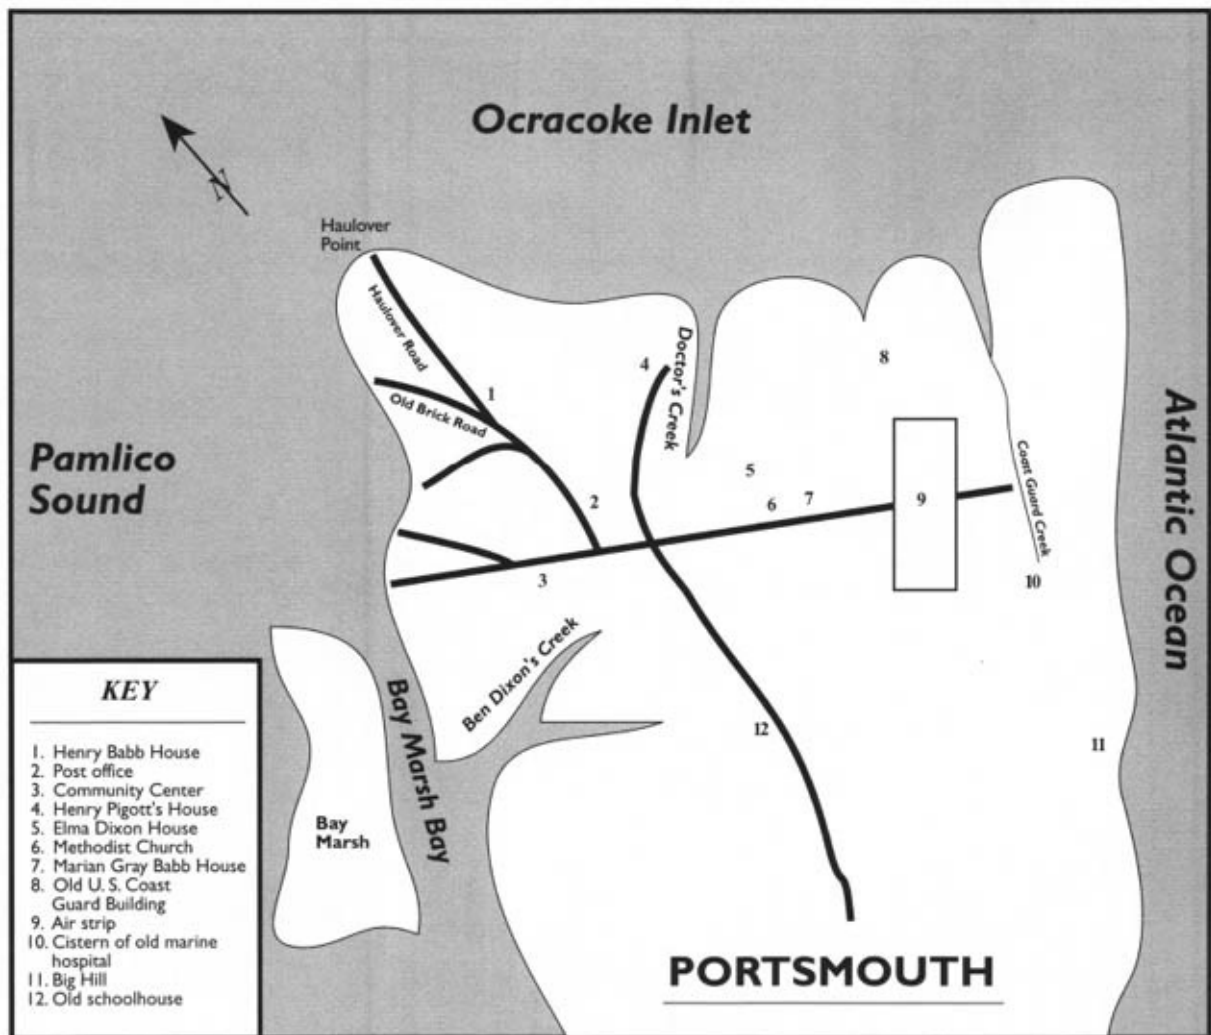 Ocracoke Inlet
N
Haulover
Point
Haulover Road
Old Brick Road
Doctor's Creek
1
4
8
5
2
6
7
9
3
10
12
11
Coast Guard Creek
Pamlico
Sound
Atlantic Ocean
Ben Dixon's Creek
Bay Marsh Bay
Bay
Marsh
KEY
1. Henry Babb House
2. Post office
3. Community Center
4. Henry Pigott's House
5. Elma Dixon House
6. Methodist Church
7. Marian Gray Babb House
8. Old U. S. Coast
Guard Building
9. Air strip
10. Cistern of old marine
hospital
11. Big Hill
12. Old schoolhouse
PORTSMOUTH